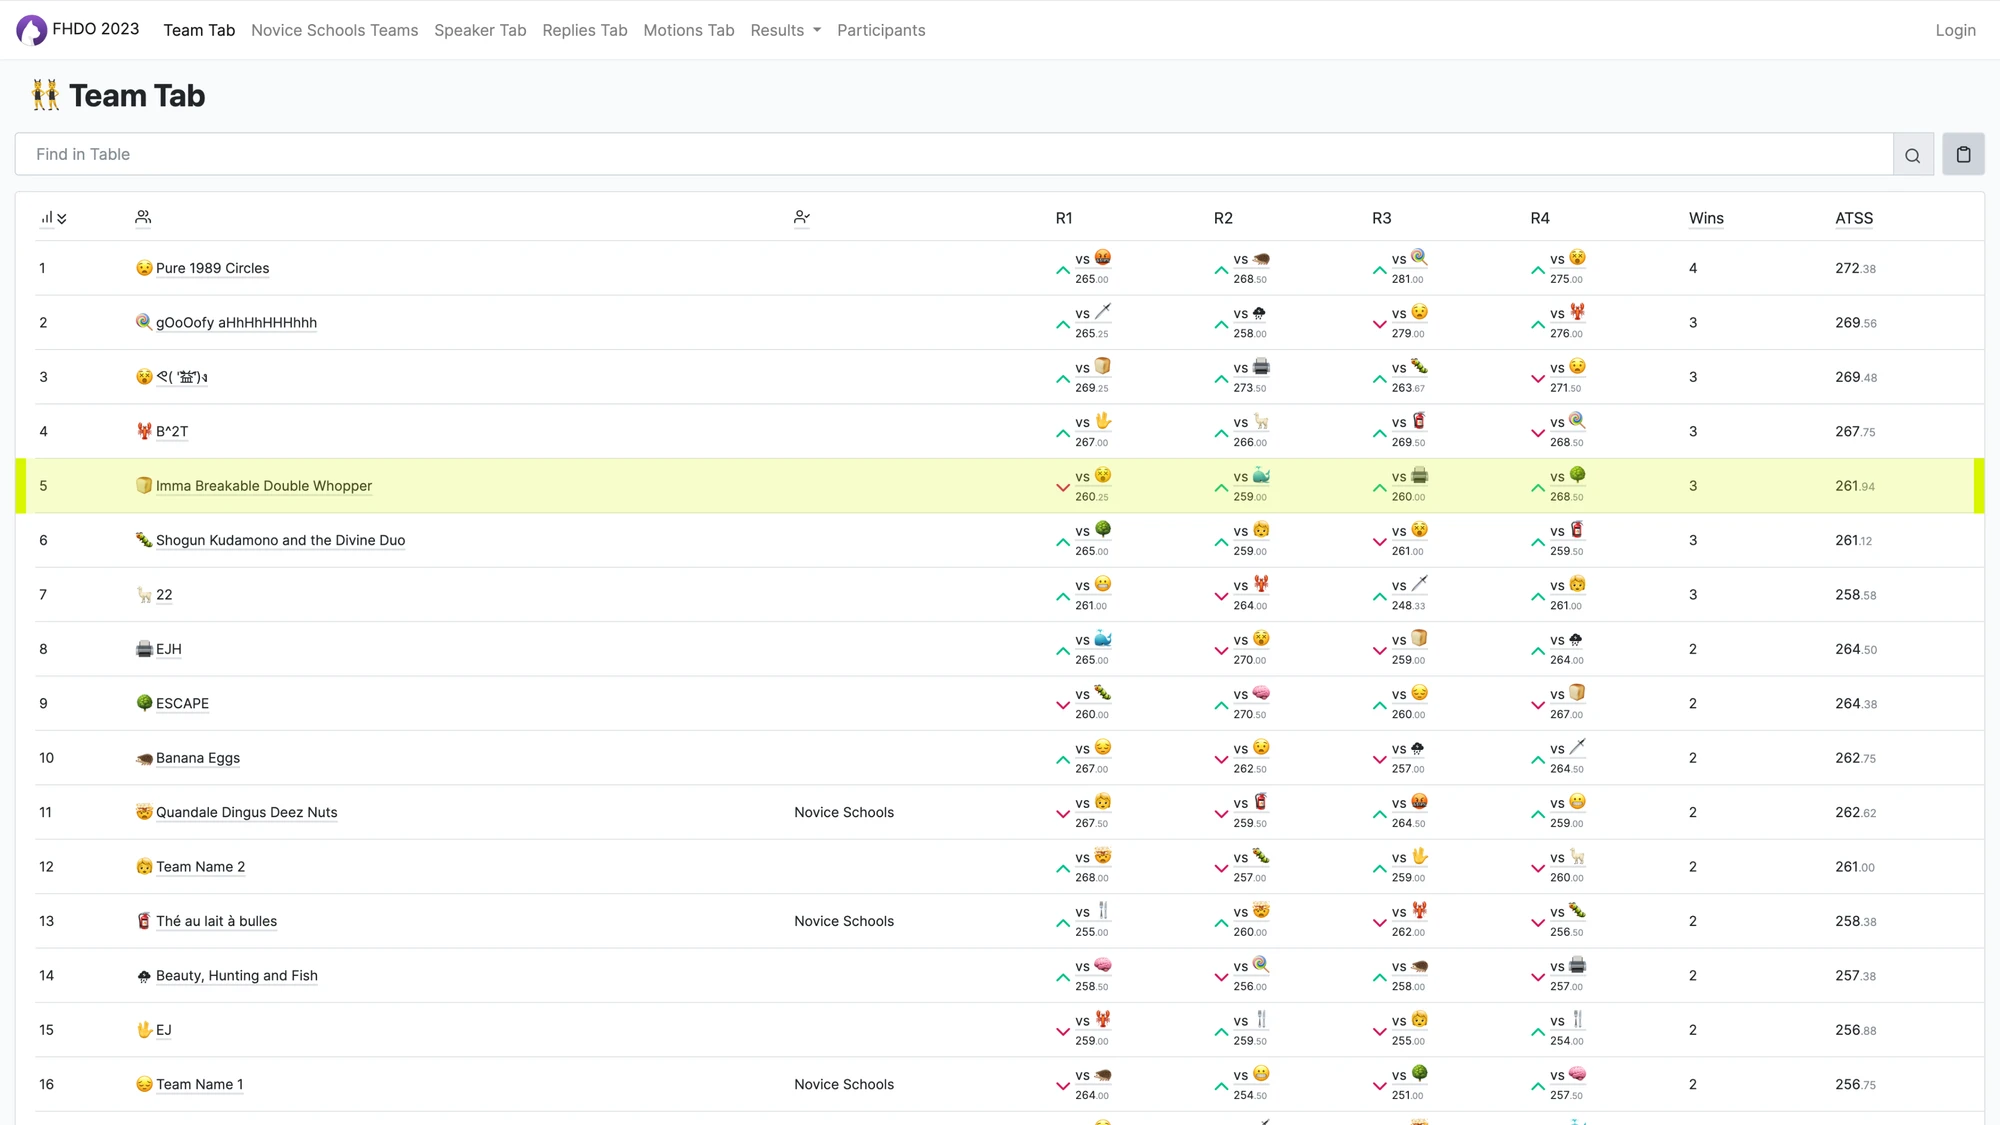 FHDO 2023 Team Tab Novice Schools Teams Speaker Tab Replies Tab Motions Tab Results Participants Login
Team Tab
Find in Table
R1 R2 R3 R4 Wins ATSS
1 Pure 1989 Circles vs 265.00 vs 268.50 vs 281.00 vs 275.00 4 272.38
2 gOoOofy aHhHhHHHhhh vs 265.25 vs 258.00 vs 279.00 vs 276.00 3 269.56
3 vs 269.25 vs 273.50 vs 263.67 vs 271.50 3 269.48
4 B^2T vs 267.00 vs 266.00 vs 269.50 vs 268.50 3 267.75
5 Imma Breakable Double Whopper vs 260.25 vs 259.00 vs 260.00 vs 268.50 3 261.94
6 Shogun Kudamono and the Divine Duo vs 265.00 vs 259.00 vs 261.00 vs 259.50 3 261.12
7 22 vs 261.00 vs 264.00 vs 248.33 vs 261.00 3 258.58
8 EJH vs 265.00 vs 270.00 vs 259.00 vs 264.00 2 264.50
9 ESCAPE vs 260.00 vs 270.50 vs 260.00 vs 267.00 2 264.38
10 Banana Eggs vs 267.00 vs 262.50 vs 257.00 vs 264.50 2 262.75
11 Quandale Dingus Deez Nuts Novice Schools vs 267.50 vs 259.50 vs 264.50 vs 259.00 2 262.62
12 Team Name 2 vs 268.00 vs 257.00 vs 259.00 vs 260.00 2 261.00
13 Thé au lait à bulles Novice Schools vs 255.00 vs 260.00 vs 262.00 vs 256.50 2 258.38
14 Beauty, Hunting and Fish vs 258.50 vs 256.00 vs 258.00 vs 257.00 2 257.38
15 EJ vs 259.00 vs 259.50 vs 255.00 vs 254.00 2 256.88
16 Team Name 1 Novice Schools vs 264.00 vs 254.50 vs 251.00 vs 257.50 2 256.75